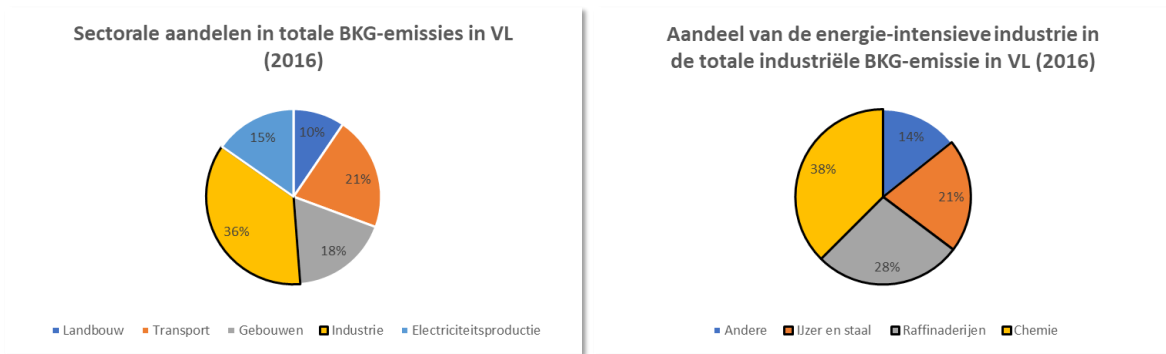 Sectorale aandelen in totale BKG-emissies in VL
(2016)
10%
21%
18%
36%
15%
Landbouw Transport Gebouwen Industrie Electriciteitsproductie
Aandeel van de energie-intensieve industrie in
de totale industriële BKG-emissie in VL (2016)
14%
21%
28%
38%
Andere IJzer en staal Raffinaderijen Chemie